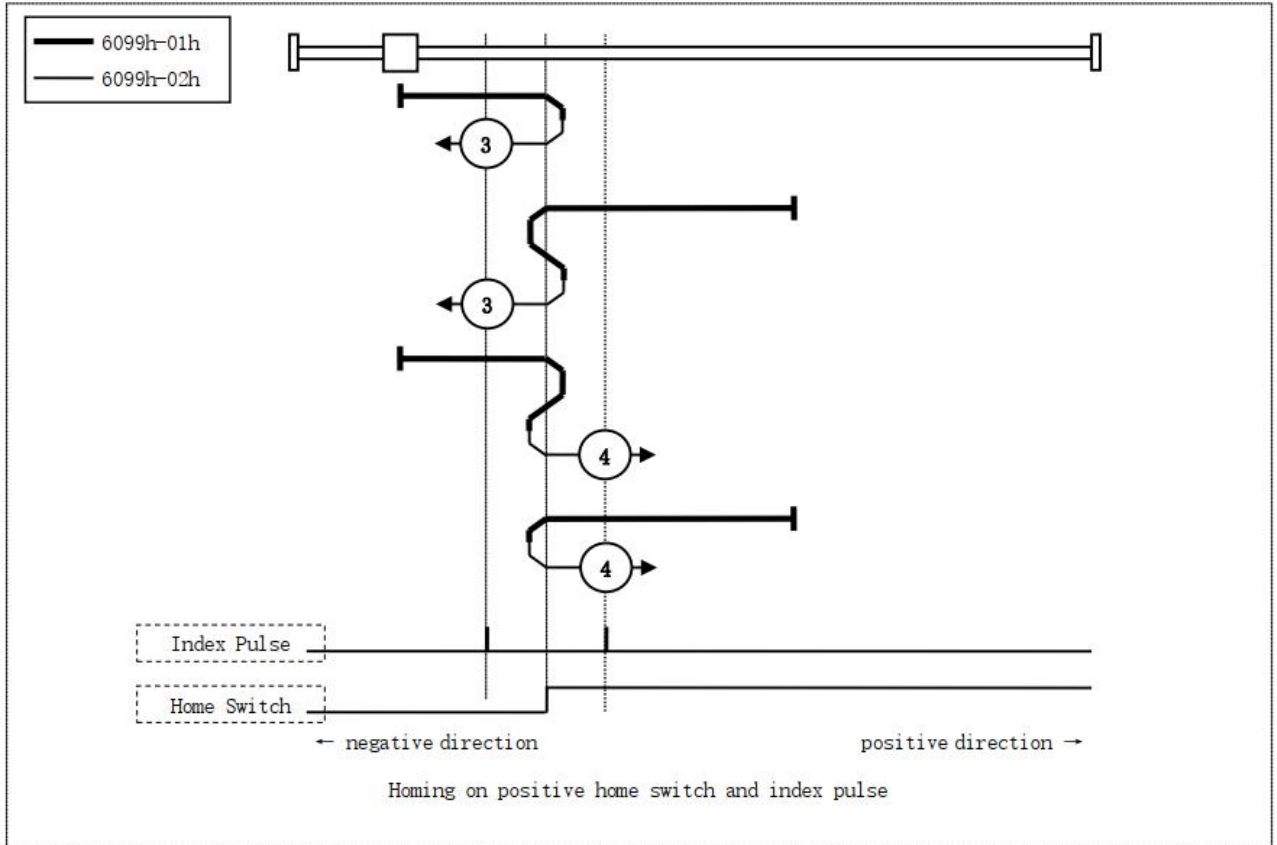 6099h-01h
6099h-02h
3
3
4
4
Index Pulse
Home Switch
← negative direction
positive direction →
Homing on positive home switch and index pulse